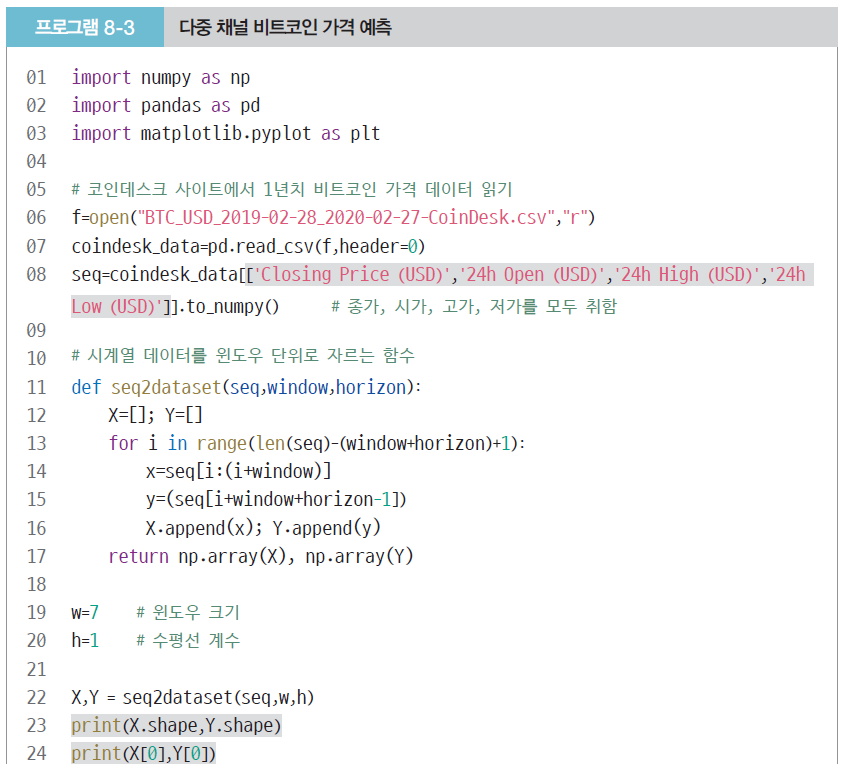 프로그램 8-3 다중 채널 비트코인 가격 예측
01 import numpy as np
02 import pandas as pd
03 import matplotlib.pyplot as plt
04
05 # 코인데스크 사이트에서 1년치 비트코인 가격 데이터 읽기
06 f=open("BTC_USD_2019-02-28_2020-02-27-CoinDesk.csv","r")
07 coindesk_data=pd.read_csv(f,header=0)
08 seq=coindesk_data[['Closing Price (USD)','24h Open (USD)','24h High (USD)','24h
Low (USD)']].to_numpy() # 종가, 시가, 고가, 저가를 모두 취함
09
10 # 시계열 데이터를 윈도우 단위로 자르는 함수
11 def seq2dataset(seq,window,horizon):
12 X=[]; Y=[]
13 for i in range(len(seq)-(window+horizon)+1):
14 x=seq[i:(i+window)]
15 y=(seq[i+window+horizon-1])
16 X.append(x); Y.append(y)
17 return np.array(X), np.array(Y)
18
19 w=7 # 윈도우 크기
20 h=1 # 수평선 계수
21
22 X,Y = seq2dataset(seq,w,h)
23 print(X.shape,Y.shape)
24 print(X[0],Y[0])